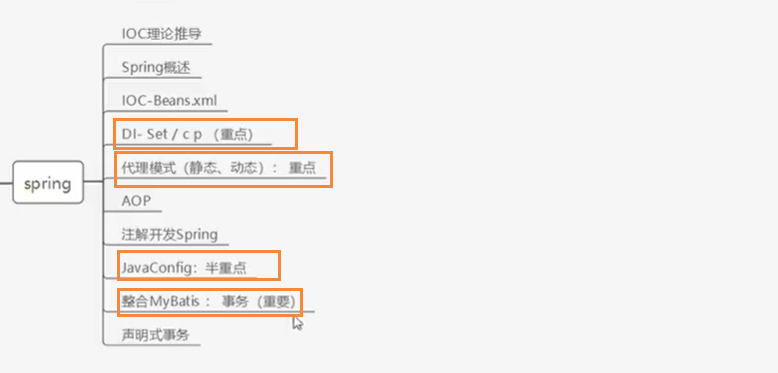 IOC理论推导
Spring概述
IOC-Beans.xml
DI- Set / c p （重点）
代理模式（静态、动态）： 重点
spring
AOP
注解开发Spring
JavaConfig：半重点
整合MyBatis ： 事务（重要）
声明式事务